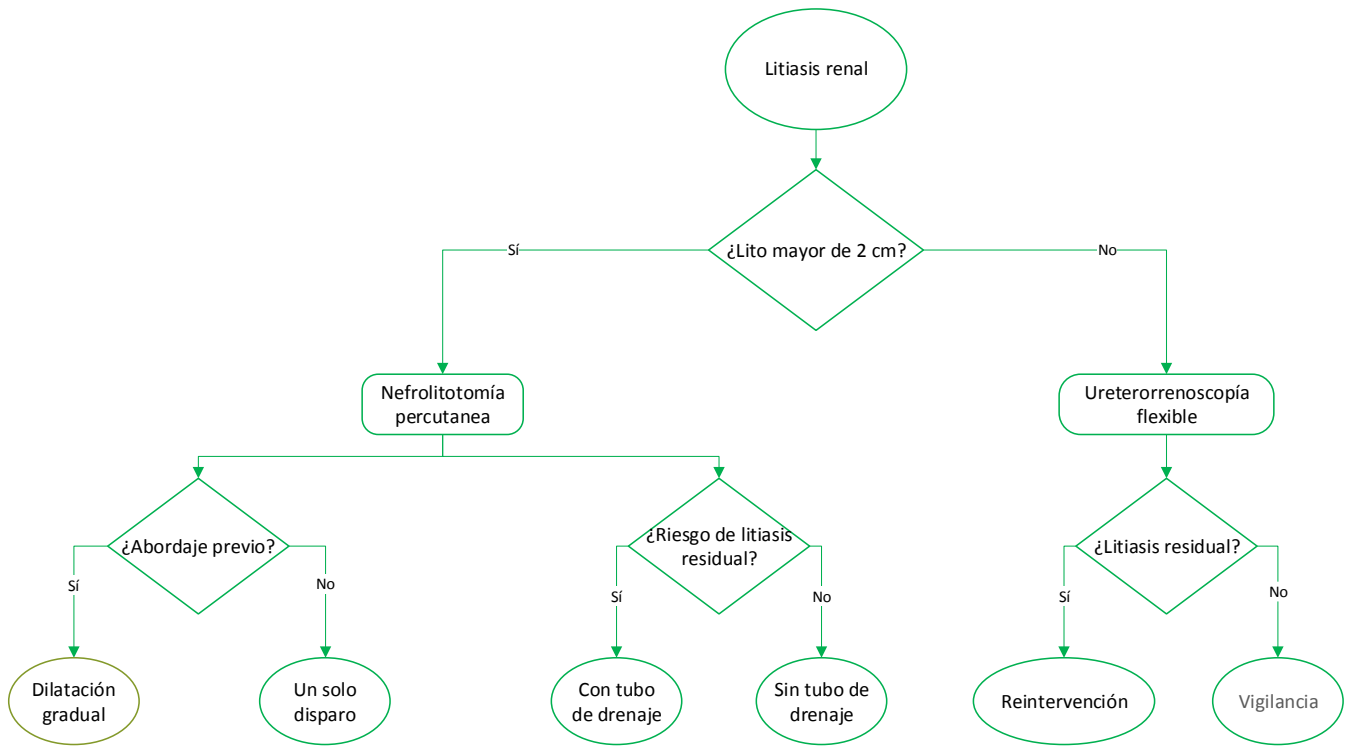 Litiasis renal
¿Lito mayor de 2 cm?
Sí
No
Nefrolitotomía
percutanea
Ureterorrenoscopía
flexible
¿Abordaje previo?
¿Riesgo de litiasis
residual?
¿Litiasis residual?
Sí
No
Sí
No
Sí
No
Dilatación
gradual
Un solo
disparo
Con tubo
de drenaje
Sin tubo de
drenaje
Reintervención
Vigilancia